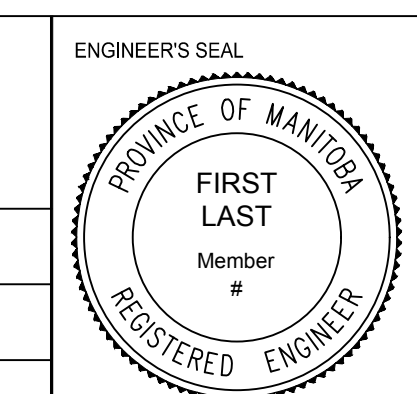 ENGINEER'S SEAL
PROVINCE OF MANITOBA
FIRST
LAST
Member
#
REGISTERED ENGINEER